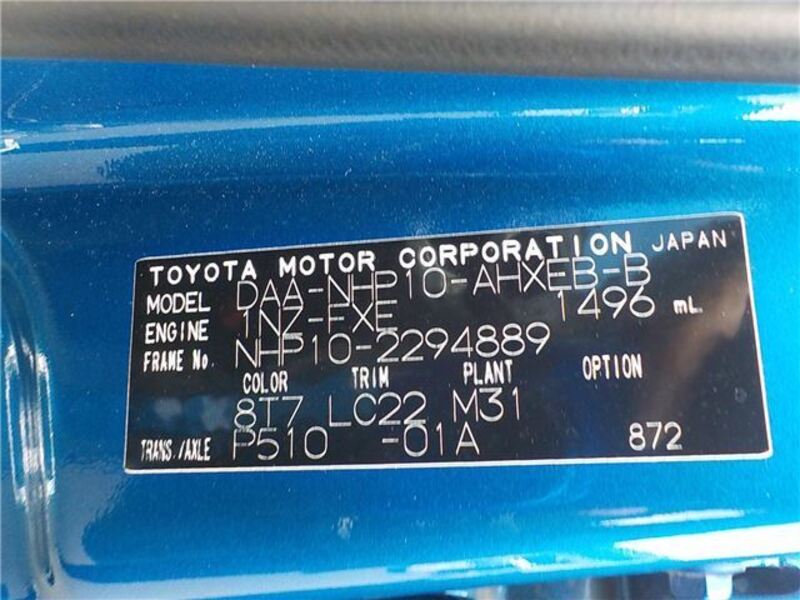 TOYOTA MOTOR CORPORATION JAPAN
MODEL DAA-NHP10-AHXEB-B
ENGINE 1NZ-FXE 1496 mL
FRAME No. NHP10-2294889
COLOR TRIM PLANT OPTION
8T7 LC22 M31
TRANS./AXLE P510 -01A 872